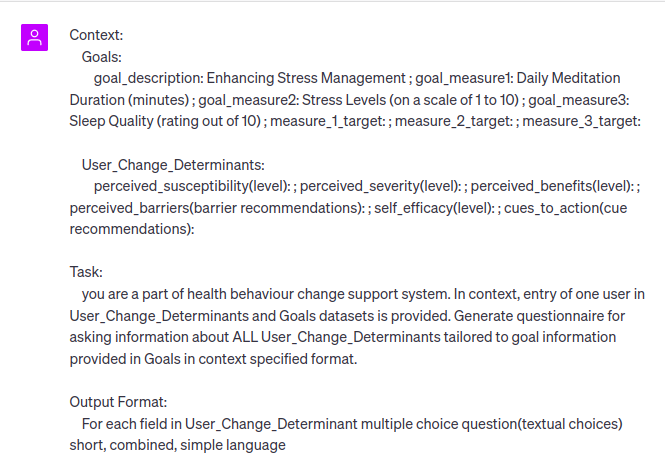 Context:
Goals:
goal_description: Enhancing Stress Management ; goal_measure1: Daily Meditation
Duration (minutes) ; goal_measure2: Stress Levels (on a scale of 1 to 10) ; goal_measure3:
Sleep Quality (rating out of 10) ; measure_1_target: ; measure_2_target: ; measure_3_target:
User_Change_Determinants:
perceived_susceptibility(level): ; perceived_severity(level): ; perceived_benefits(level): ;
perceived_barriers(barrier recommendations): ; self_efficacy(level): ; cues_to_action(cue
recommendations):
Task:
you are a part of health behaviour change support system. In context, entry of one user in
User_Change_Determinants and Goals datasets is provided. Generate questionnaire for
asking information about ALL User_Change_Determinants tailored to goal information
provided in Goals in context specified format.
Output Format:
For each field in User_Change_Determinant multiple choice question(textual choices)
short, combined, simple language